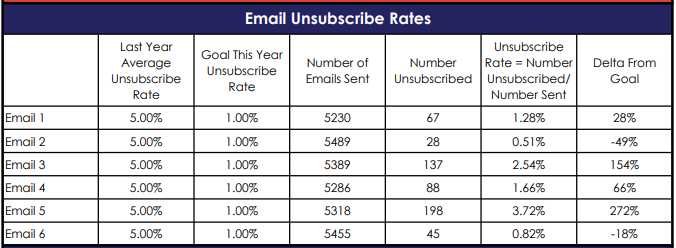 Email Unsubscribe Rates
Last Year Average Unsubscribe Rate | Goal This Year Unsubscribe Rate | Number of Emails Sent | Number Unsubscribed | Unsubscribe Rate = Number Unsubscribed/ Number Sent | Delta From Goal
Email 1 | 5.00% | 1.00% | 5230 | 67 | 1.28% | 28%
Email 2 | 5.00% | 1.00% | 5489 | 28 | 0.51% | -49%
Email 3 | 5.00% | 1.00% | 5389 | 137 | 2.54% | 154%
Email 4 | 5.00% | 1.00% | 5286 | 88 | 1.66% | 66%
Email 5 | 5.00% | 1.00% | 5318 | 198 | 3.72% | 272%
Email 6 | 5.00% | 1.00% | 5455 | 45 | 0.82% | -18%